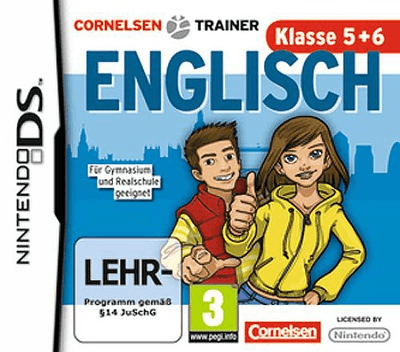 CORNELSEN TRAINER
Klasse 5+6
ENGLISCH
NINTENDO DS™
Für Gymnasium
und Realschule
geeignet
LEHR-
Programm gemäß
§14 JuSchG
3
www.pegi.info
Cornelsen
LICENSED BY
Nintendo